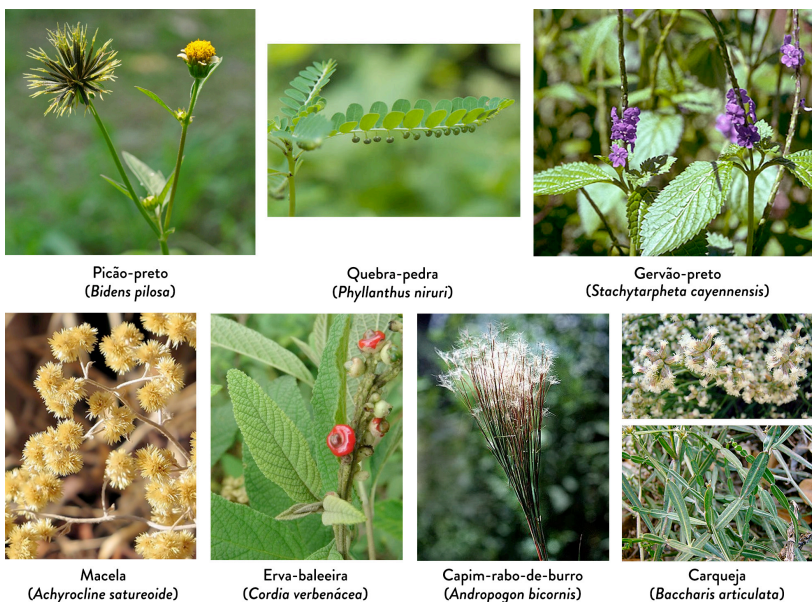 Picão-preto
(Bidens pilosa)
Quebra-pedra
(Phyllanthus niruri)
Gervão-preto
(Stachytarpheta cayennensis)
Macela
(Achyrocline satureoide)
Erva-baleeira
(Cordia verbenácea)
Capim-rabo-de-burro
(Andropogon bicornis)
Carqueja
(Baccharis articulata)